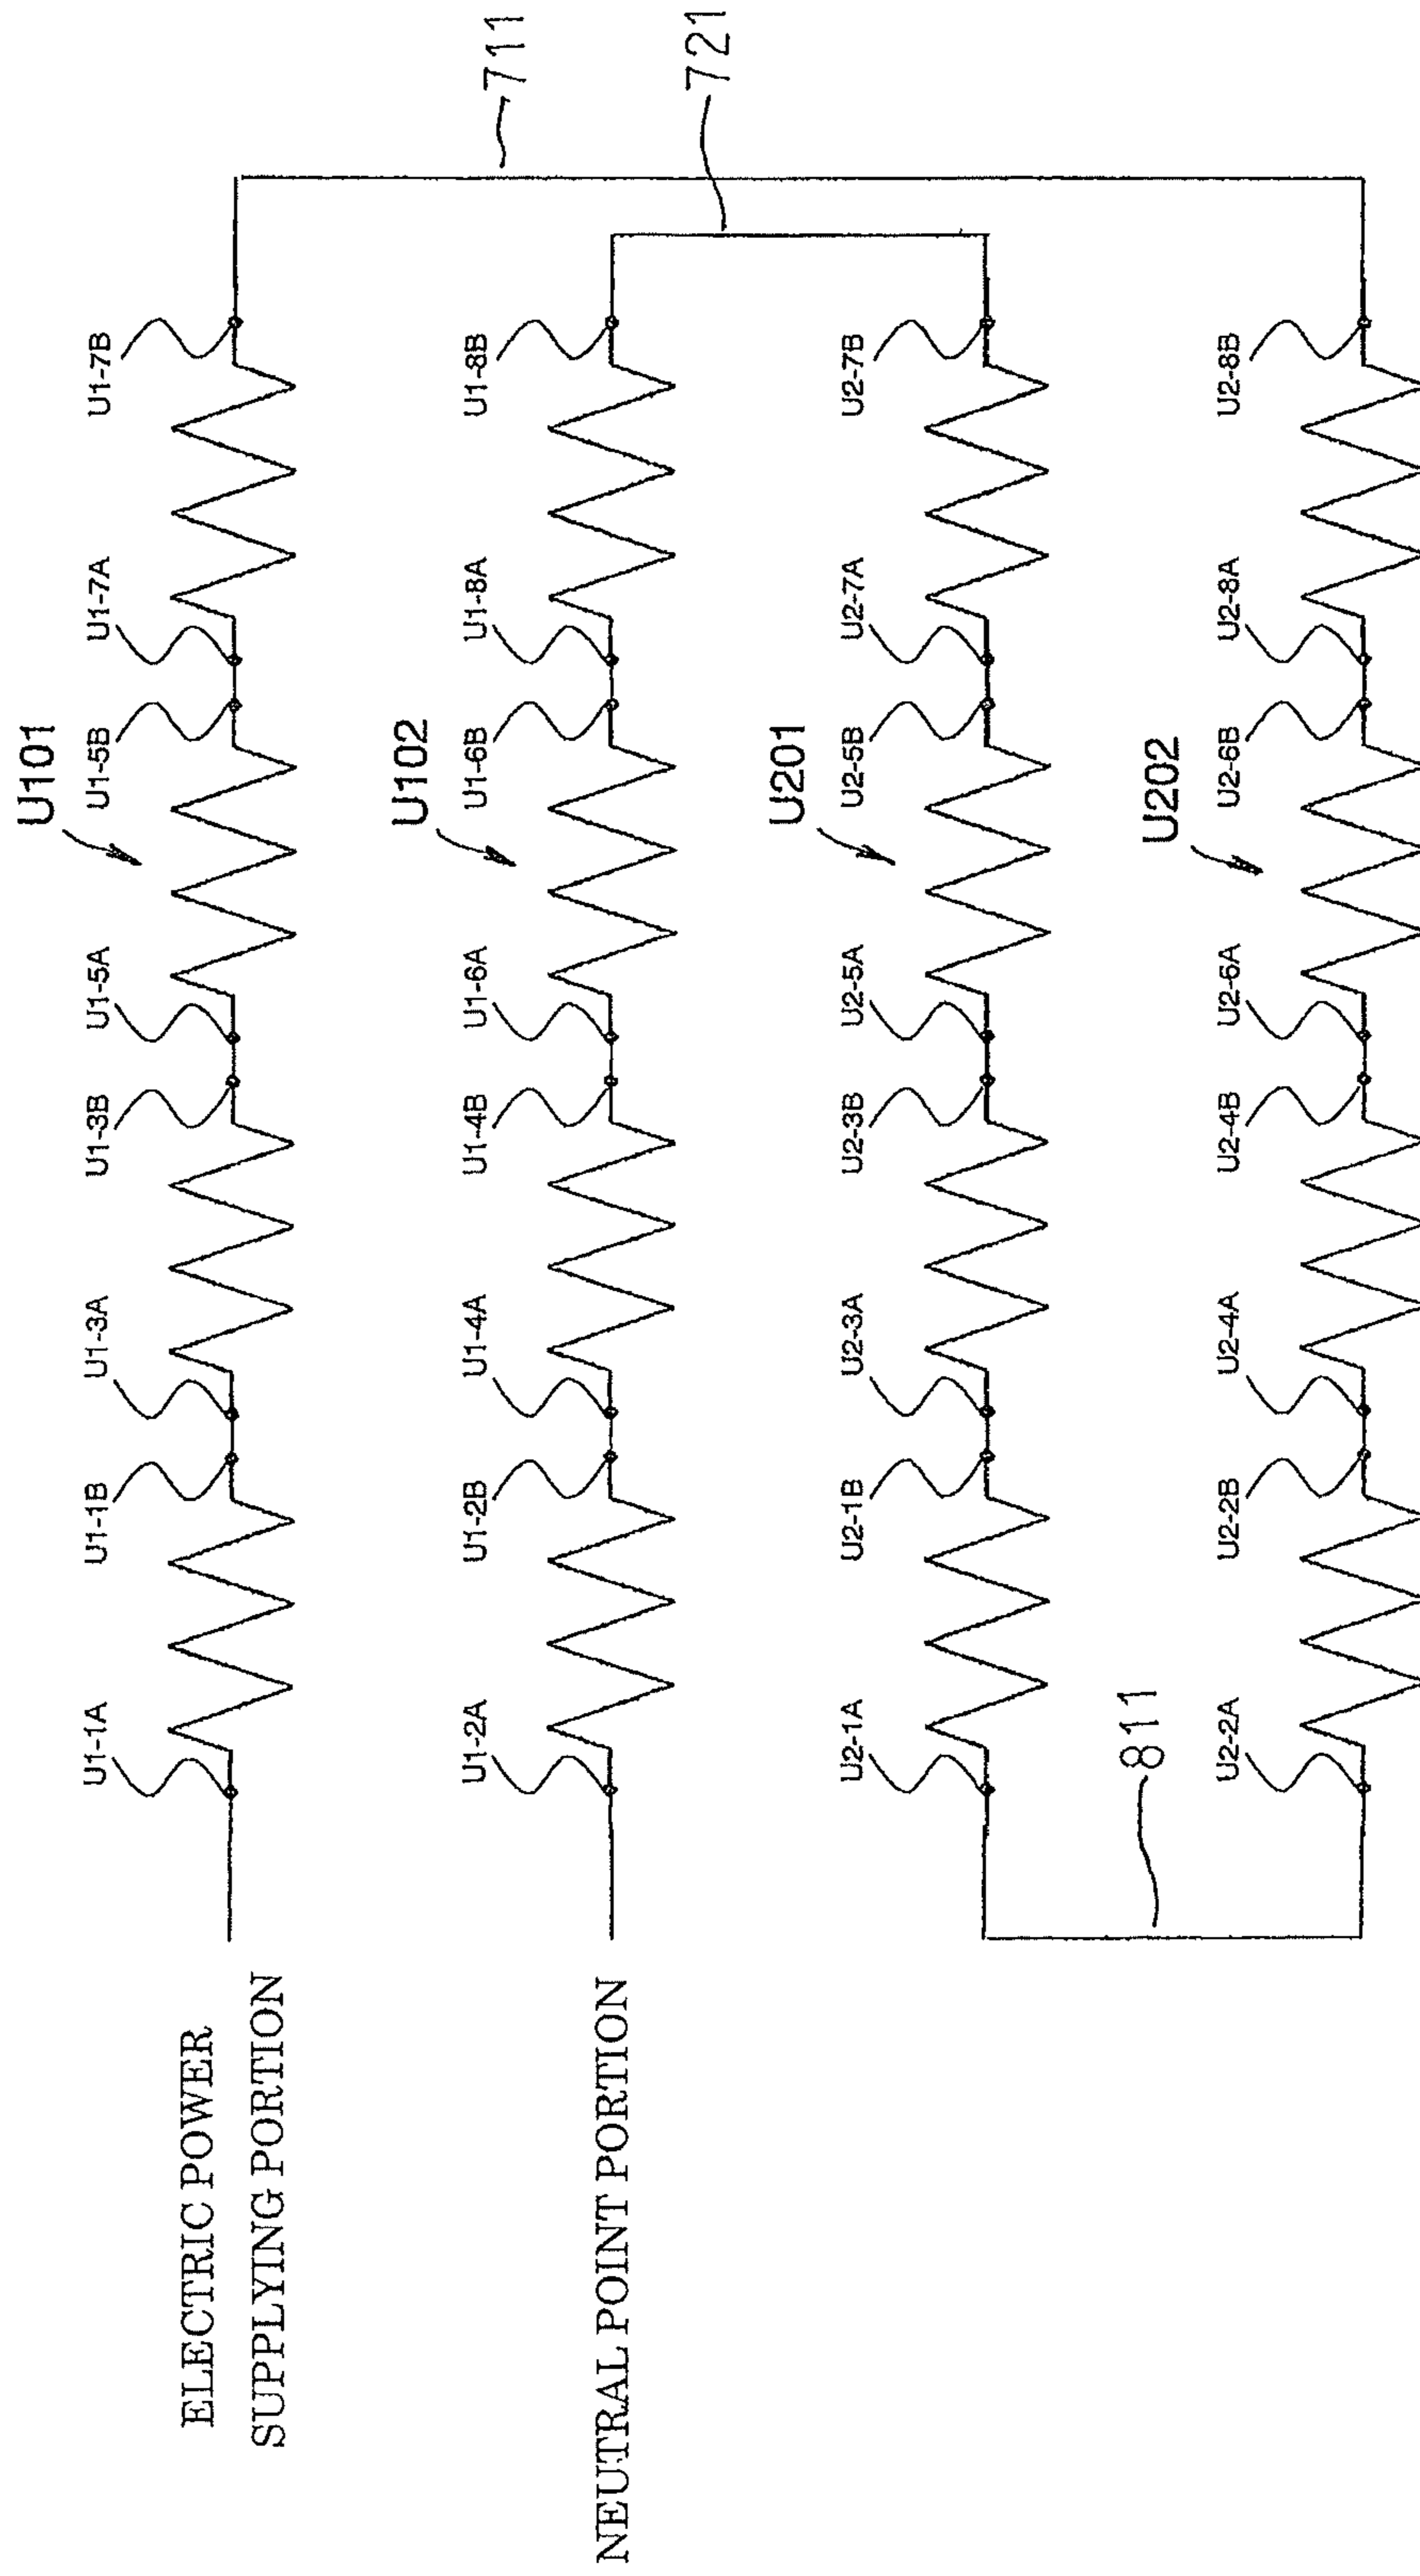 U101
U1-1A
U1-1B
U1-3A
U1-3B
U1-5A
U1-5B
U1-7A
U1-7B
711
ELECTRIC POWER
SUPPLYING PORTION
U102
U1-2A
U1-2B
U1-4A
U1-4B
U1-6A
U1-6B
U1-8A
U1-8B
721
NEUTRAL POINT PORTION
U201
U2-1A
U2-1B
U2-3A
U2-3B
U2-5A
U2-5B
U2-7A
U2-7B
811
U202
U2-2A
U2-2B
U2-4A
U2-4B
U2-6A
U2-6B
U2-8A
U2-8B